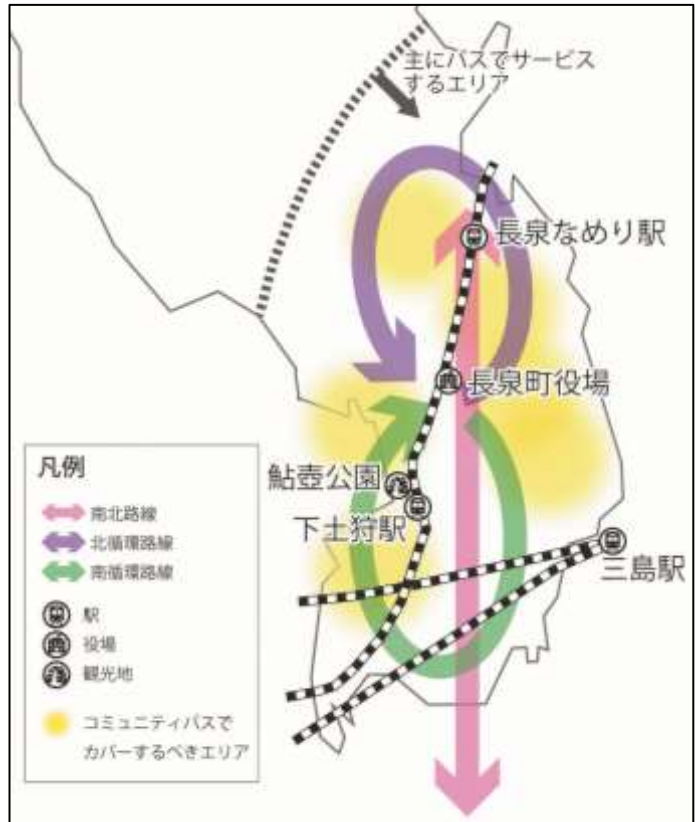 主にバスでサービス
するエリア
長泉なめり駅
長泉町役場
鮎壺公園
下土狩駅
三島駅
凡例
南北路線
北循環路線
南循環路線
駅
役場
観光地
コミュニティバスで
カバーするべきエリア